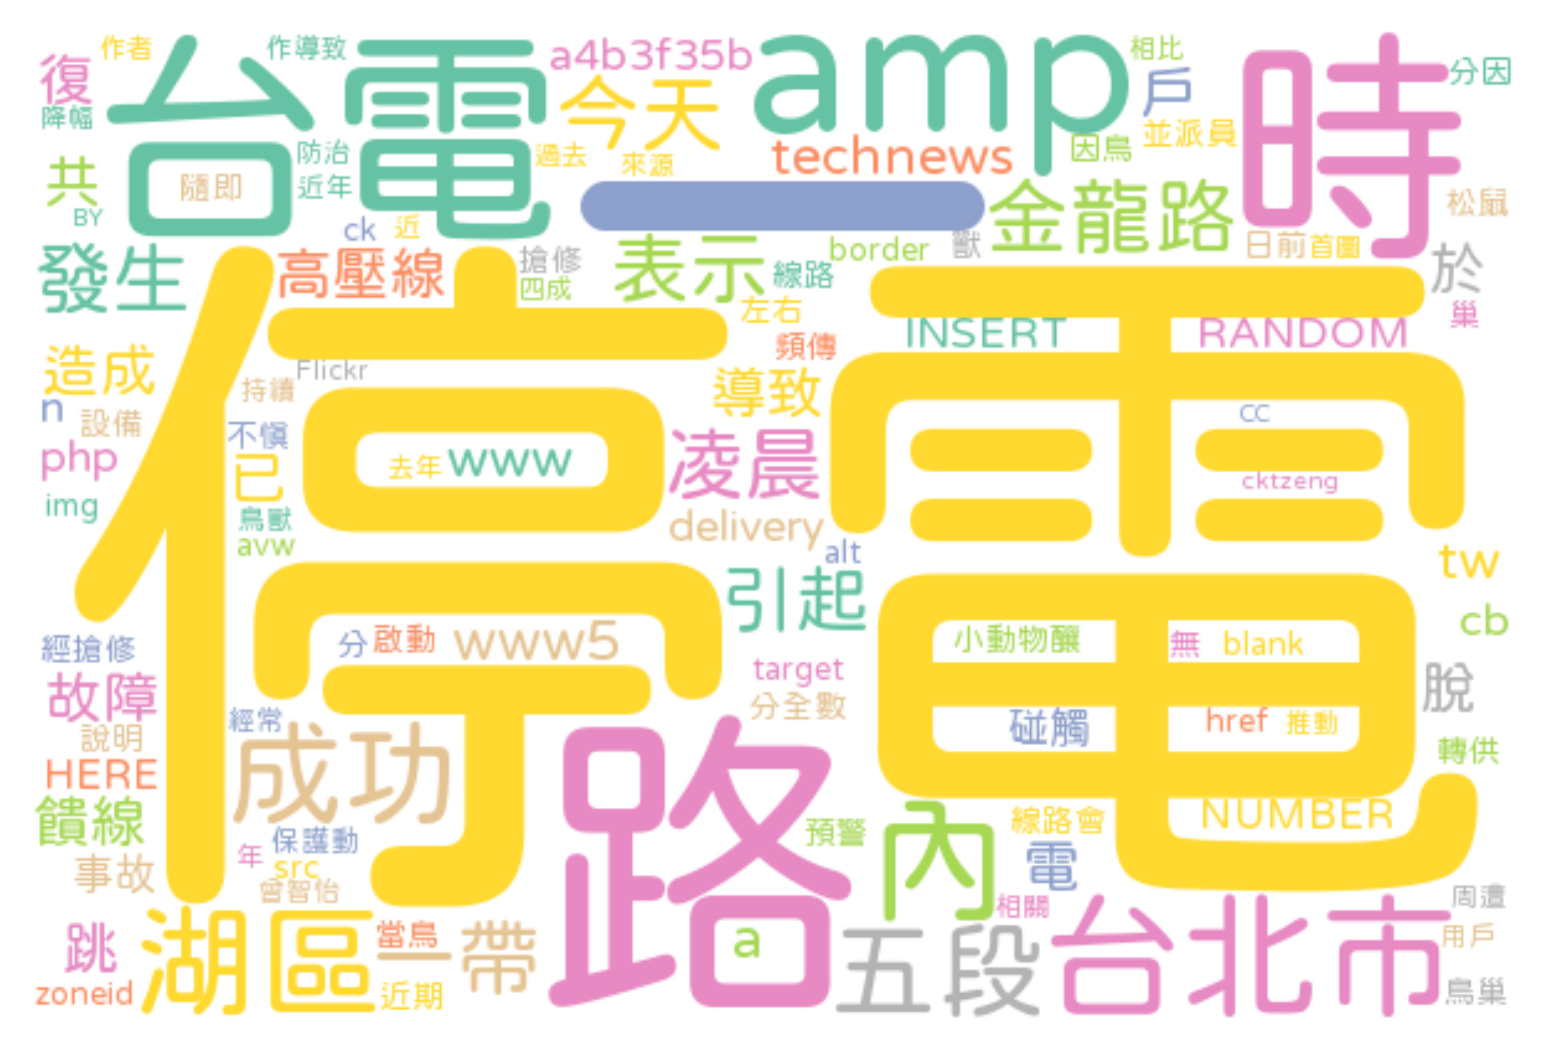 作者
作導致
a4b3f35b
amp
相比
復
台電
今天
戶
時
分因
降幅
technews
因鳥
並派員
防治
過去
來源
共
隨即
近年
一
金龍路
松鼠
BY
ck
近
發生
高壓線
搶修
四成
表示
線路
border
獸
日前
首圖
於
左右
巢
停電
INSERT
RANDOM
造成
Flickr
頻傳
持續
導致
n
設備
不慎
CC
php
已
去年
www
凌晨
cktzeng
img
鳥獸
avw
delivery
alt
tw
引起
cb
經搶修
分
啟動
www5
target
小動物釀
無
blank
故障
分全數
脫
說明
經常
成功
路
碰觸
href
推動
HERE
轉供
饋線
保護動
預警
內
線路會
NUMBER
年
src
事故
曾智怡
電
相關
周遭
跳
湖區
當鳥
一帶
a
五段
台北市
用戶
zoneid
近期
鳥巢